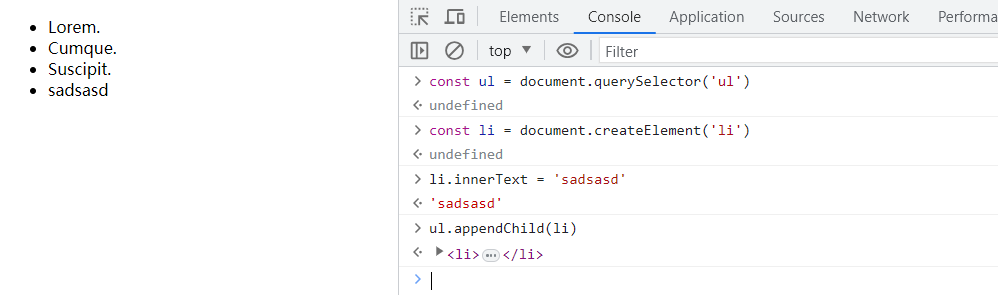 Lorem.
Cumque.
Suscipit.
sadsasd
Elements Console Application Sources Network Performa
top Filter
const ul = document.querySelector('ul')
undefined
const li = document.createElement('li')
undefined
li.innerText = 'sadsasd'
'sadsasd'
ul.appendChild(li)
<li>…</li>